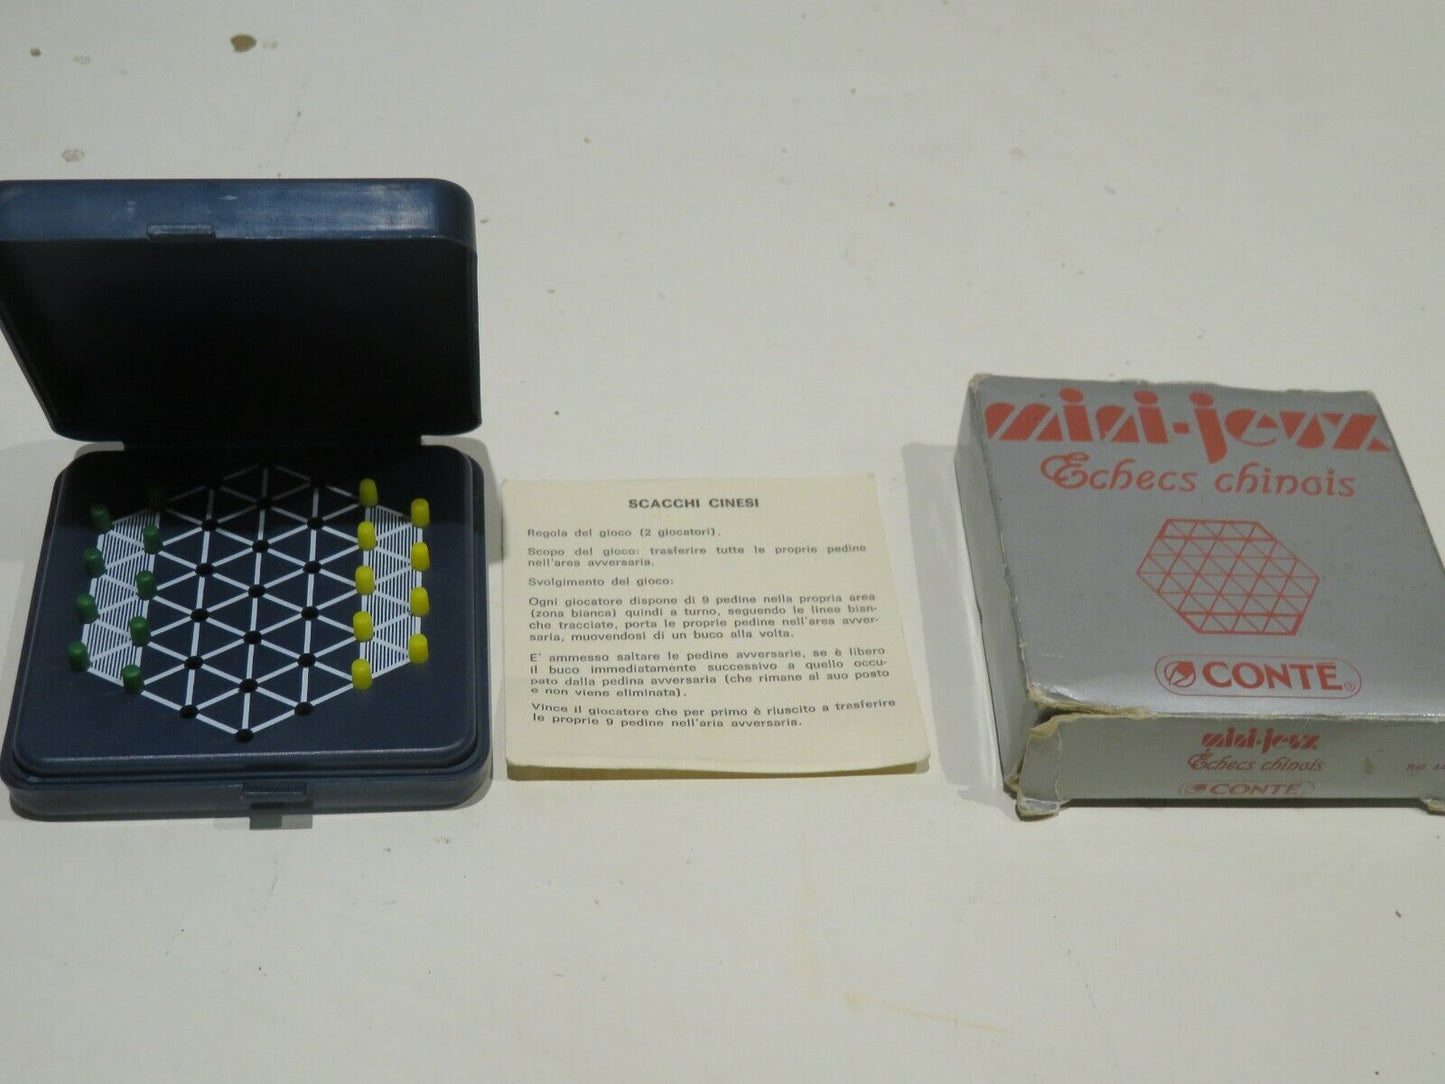 SCACCHI CINESI
Regola del gioco (2 giocatori).
Scopo del gioco: trasferire tutte le proprie pedine
nell'area avversaria.
Svolgimento del gioco:
Ogni giocatore dispone di 9 pedine nella propria area
(zona bianca) quindi a turno, seguendo le linee bian-
che tracciate, porta le proprie pedine nell'area avver-
saria, muovendosi di un buco alla volta.
E' ammesso saltare le pedine avversarie, se è libero
il buco immediatamente successivo a quello occu-
pato dalla pedina avversaria (che rimane al suo posto
e non viene eliminata).
Vince il giocatore che per primo è riuscito a trasferire
le proprie 9 pedine nell'aria avversaria.
mini-jeux
Echecs chinois
CONTE®
mini-jeux
Echecs chinois
Réf. 44
CONTE®